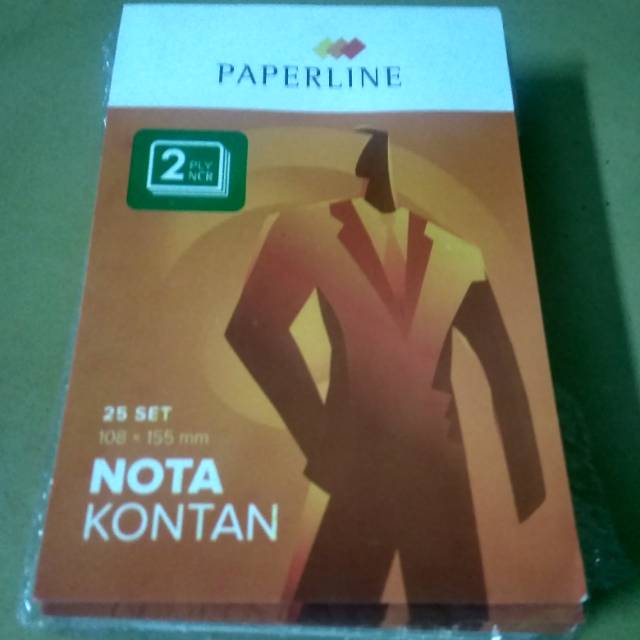 PAPERLINE
2 PLY
NCR
25 SET
108 × 155 mm
NOTA
KONTAN